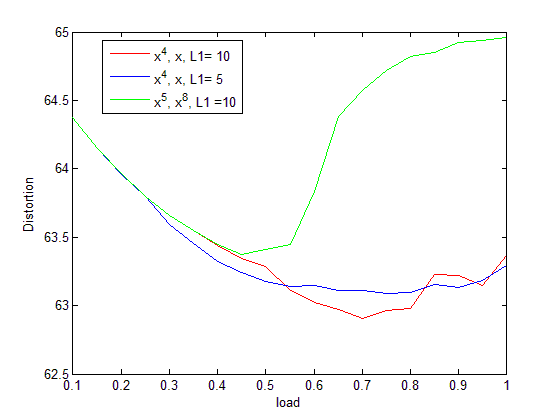 x⁴, x, L1= 10
x⁴, x, L1= 5
x⁵, x⁸, L1 =10
Distortion
65
64.5
64
63.5
63
62.5
0.1 0.2 0.3 0.4 0.5 0.6 0.7 0.8 0.9 1
load